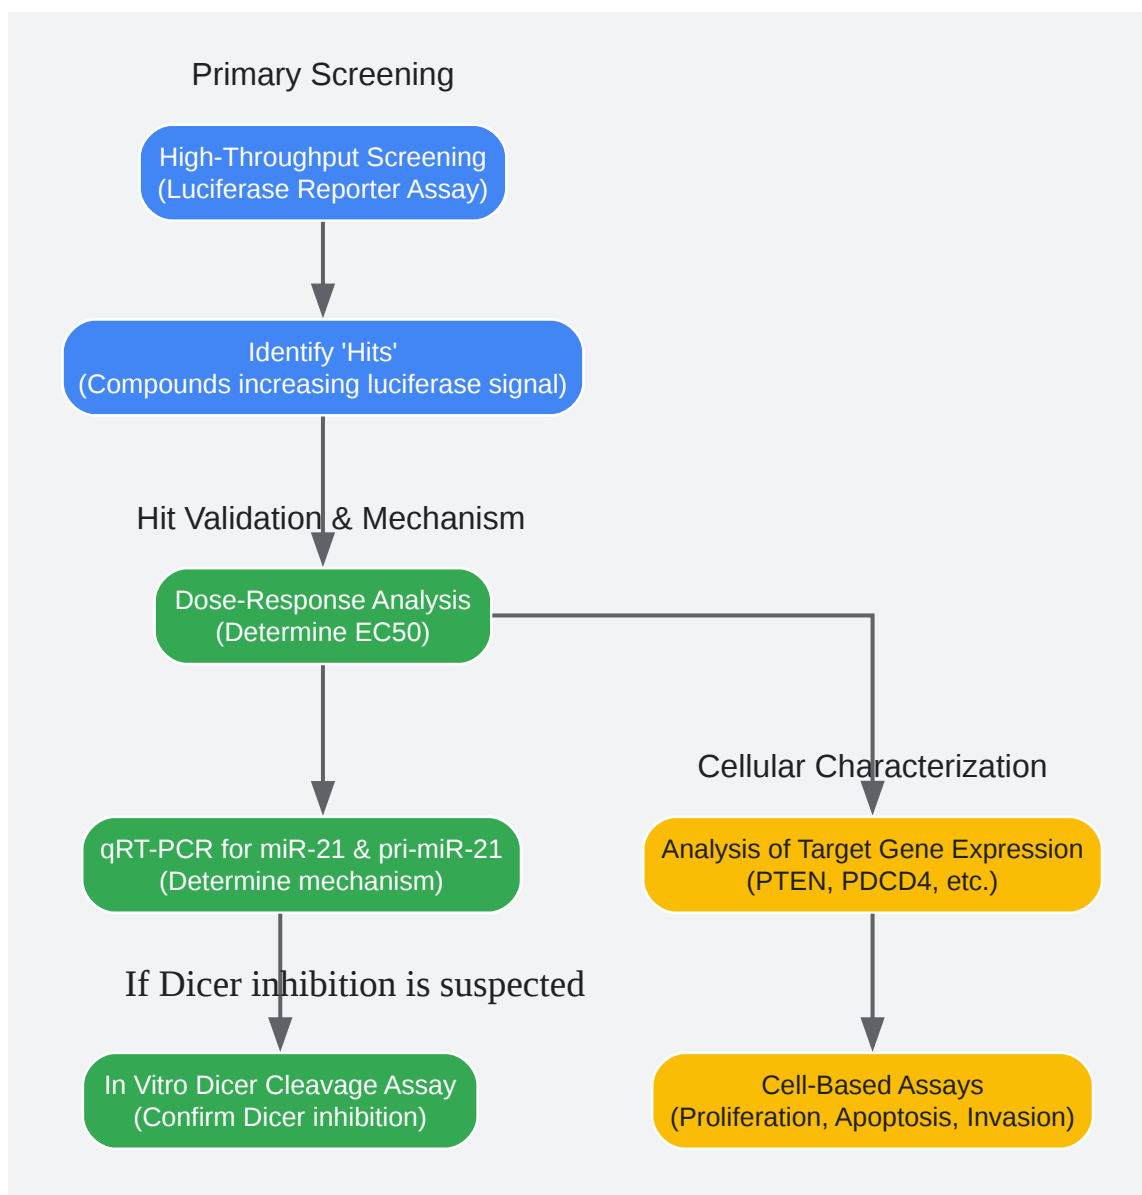 Primary Screening
High-Throughput Screening
(Luciferase Reporter Assay)
Identify 'Hits'
(Compounds increasing luciferase signal)
Hit Validation & Mechanism
Dose-Response Analysis
(Determine EC50)
qRT-PCR for miR-21 & pri-miR-21
(Determine mechanism)
If Dicer inhibition is suspected
In Vitro Dicer Cleavage Assay
(Confirm Dicer inhibition)
Cellular Characterization
Analysis of Target Gene Expression
(PTEN, PDCD4, etc.)
Cell-Based Assays
(Proliferation, Apoptosis, Invasion)